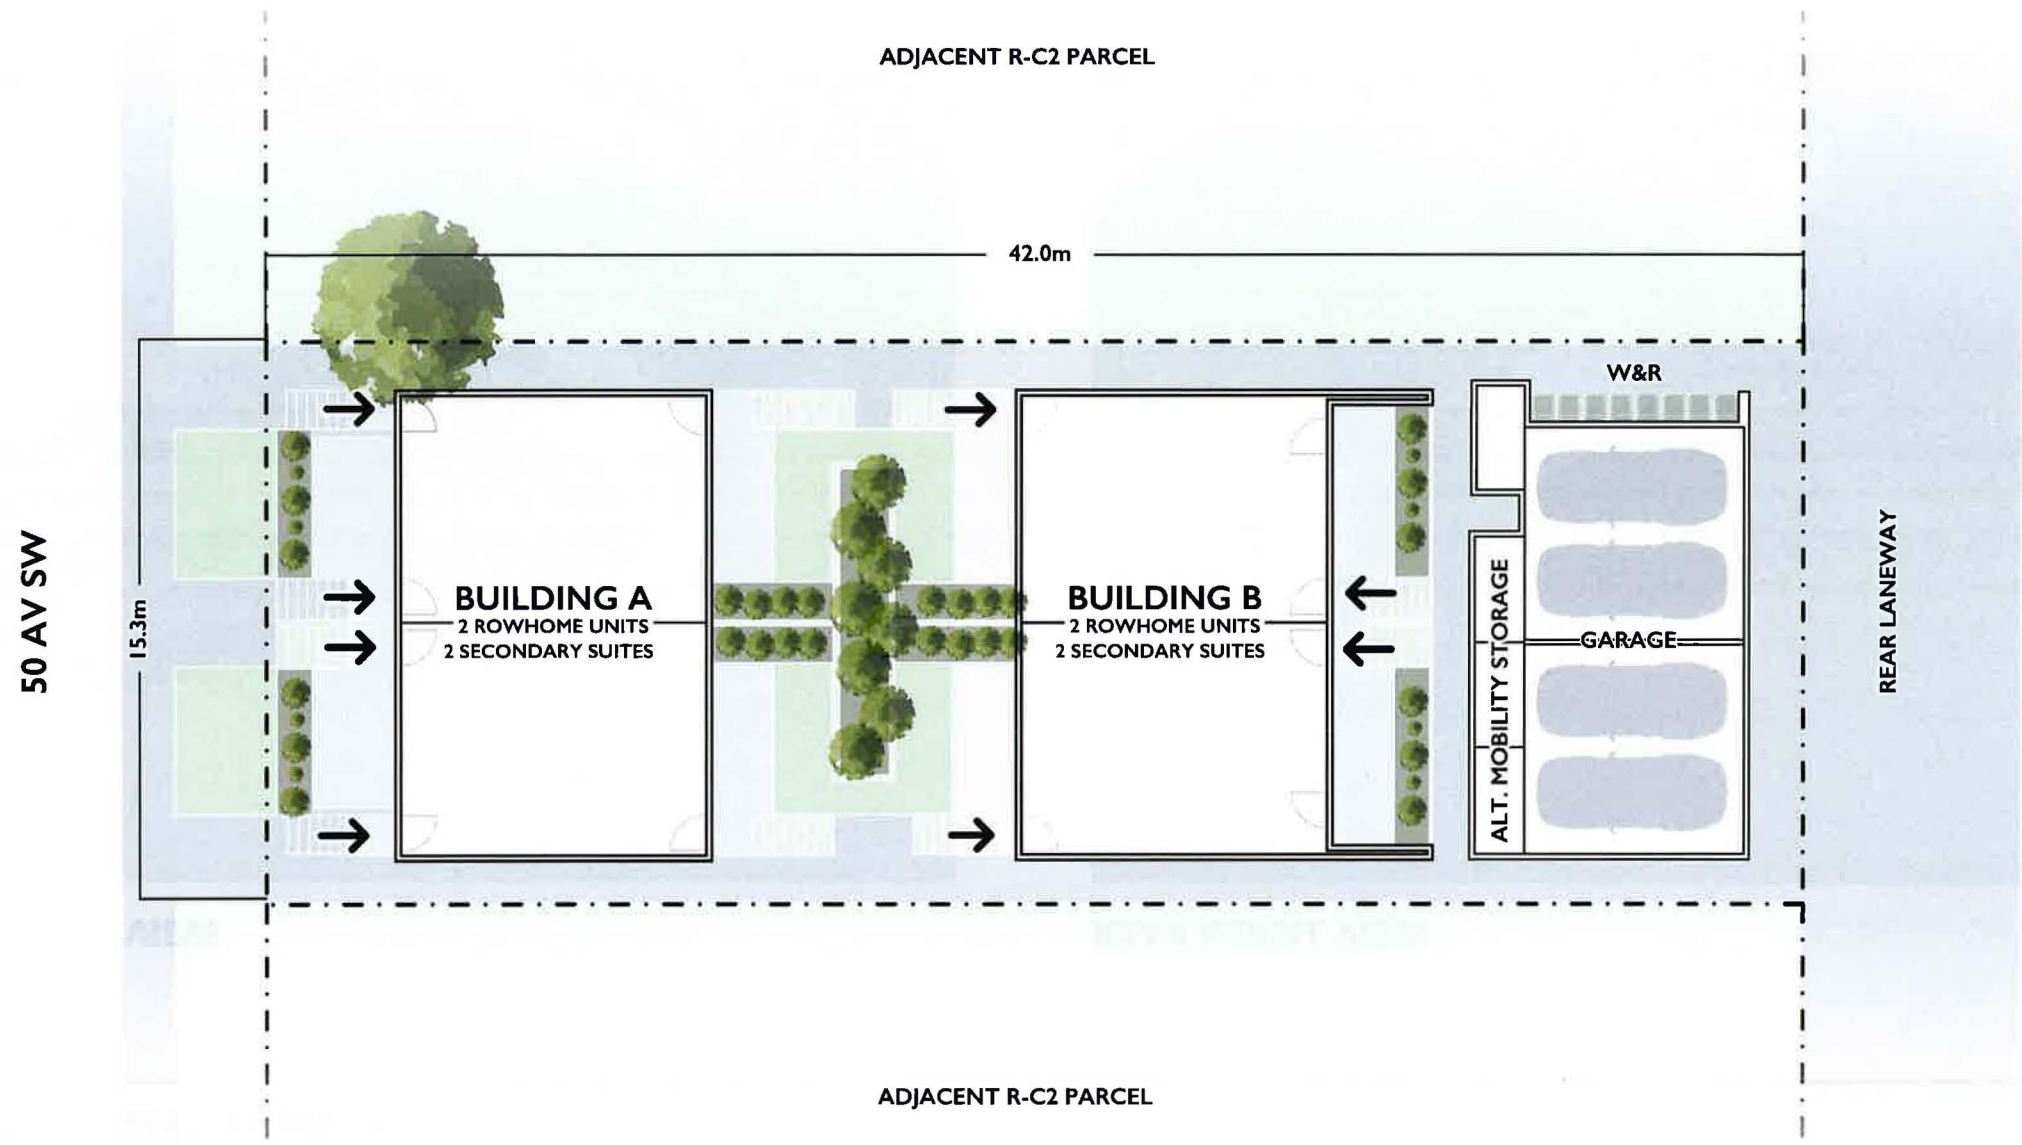 ADJACENT R-C2 PARCEL
42.0m
W&R
50 AV SW
15.3m
BUILDING A
2 ROWHOME UNITS
2 SECONDARY SUITES
BUILDING B
2 ROWHOME UNITS
2 SECONDARY SUITES
ALT. MOBILITY STORAGE
GARAGE
REAR LANEWAY
ADJACENT R-C2 PARCEL